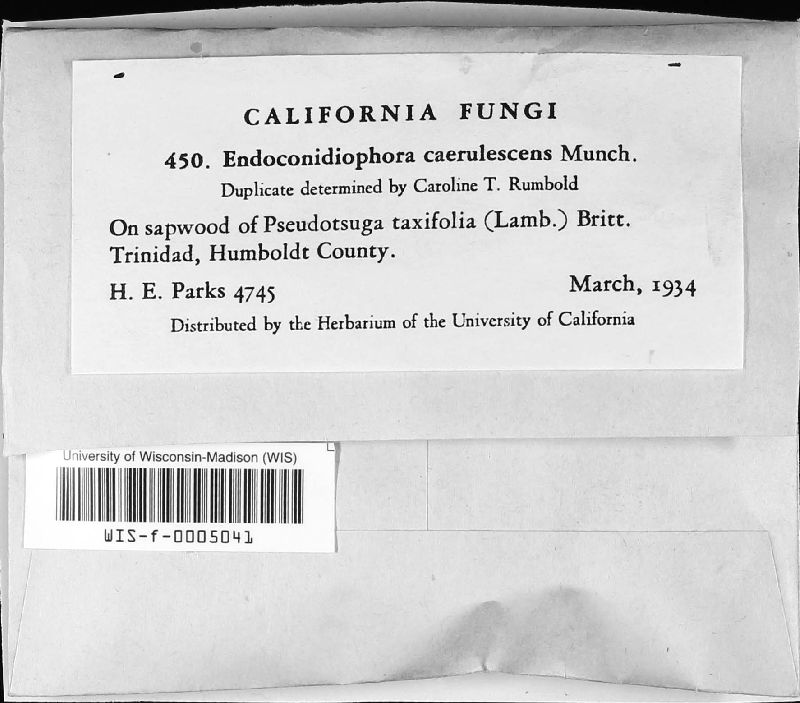 CALIFORNIA FUNGI
450. Endoconidiophora caerulescens Munch.
Duplicate determined by Caroline T. Rumbold
On sapwood of Pseudotsuga taxifolia (Lamb.) Britt.
Trinidad, Humboldt County.
H. E. Parks 4745 March, 1934
Distributed by the Herbarium of the University of California
University of Wisconsin-Madison (WIS)
WIS-f-0005041